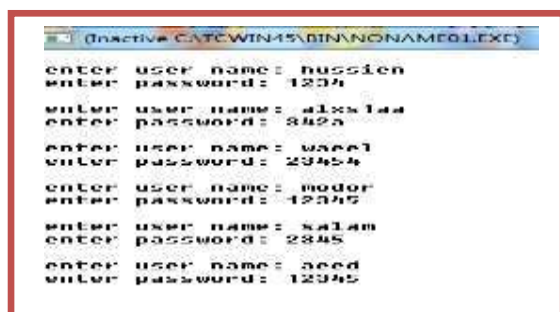 (Inactive C:\TCWIN45\BIN\NONAME01.EXE)
enter user name: hussien
enter password: 1234
enter user name:
enter password:
enter user name: waeel
enter password: 23454
enter user name: modor
enter password: 12345
enter user name: salam
enter password: 2345
enter user name:
enter password: 12345